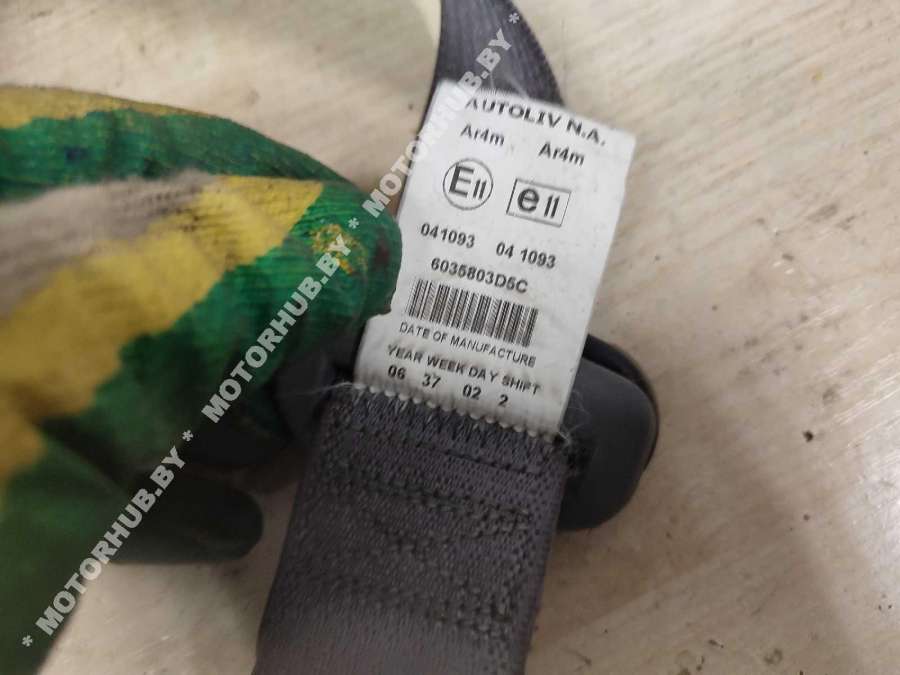 AUTOLIV N.A.
Ar4m Ar4m
E11 e11
041093 04 1093
6035803D5C
DATE OF MANUFACTURE
YEAR WEEK DAY SHIFT
06 37 02 2
* MOTORHUB.BY * MOTORHUB.BY * MOTORHUB.BY * MOTORHUB.BY *